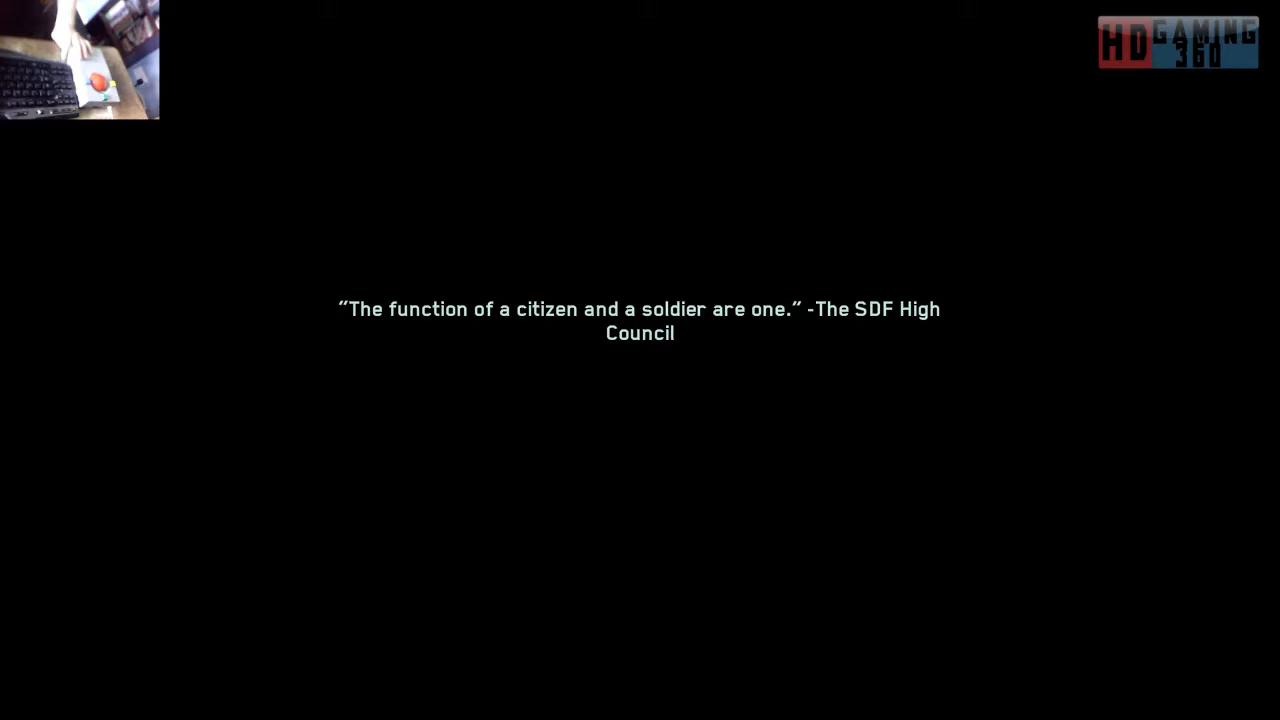 HD GAMING
360
"The function of a citizen and a soldier are one." -The SDF High
Council